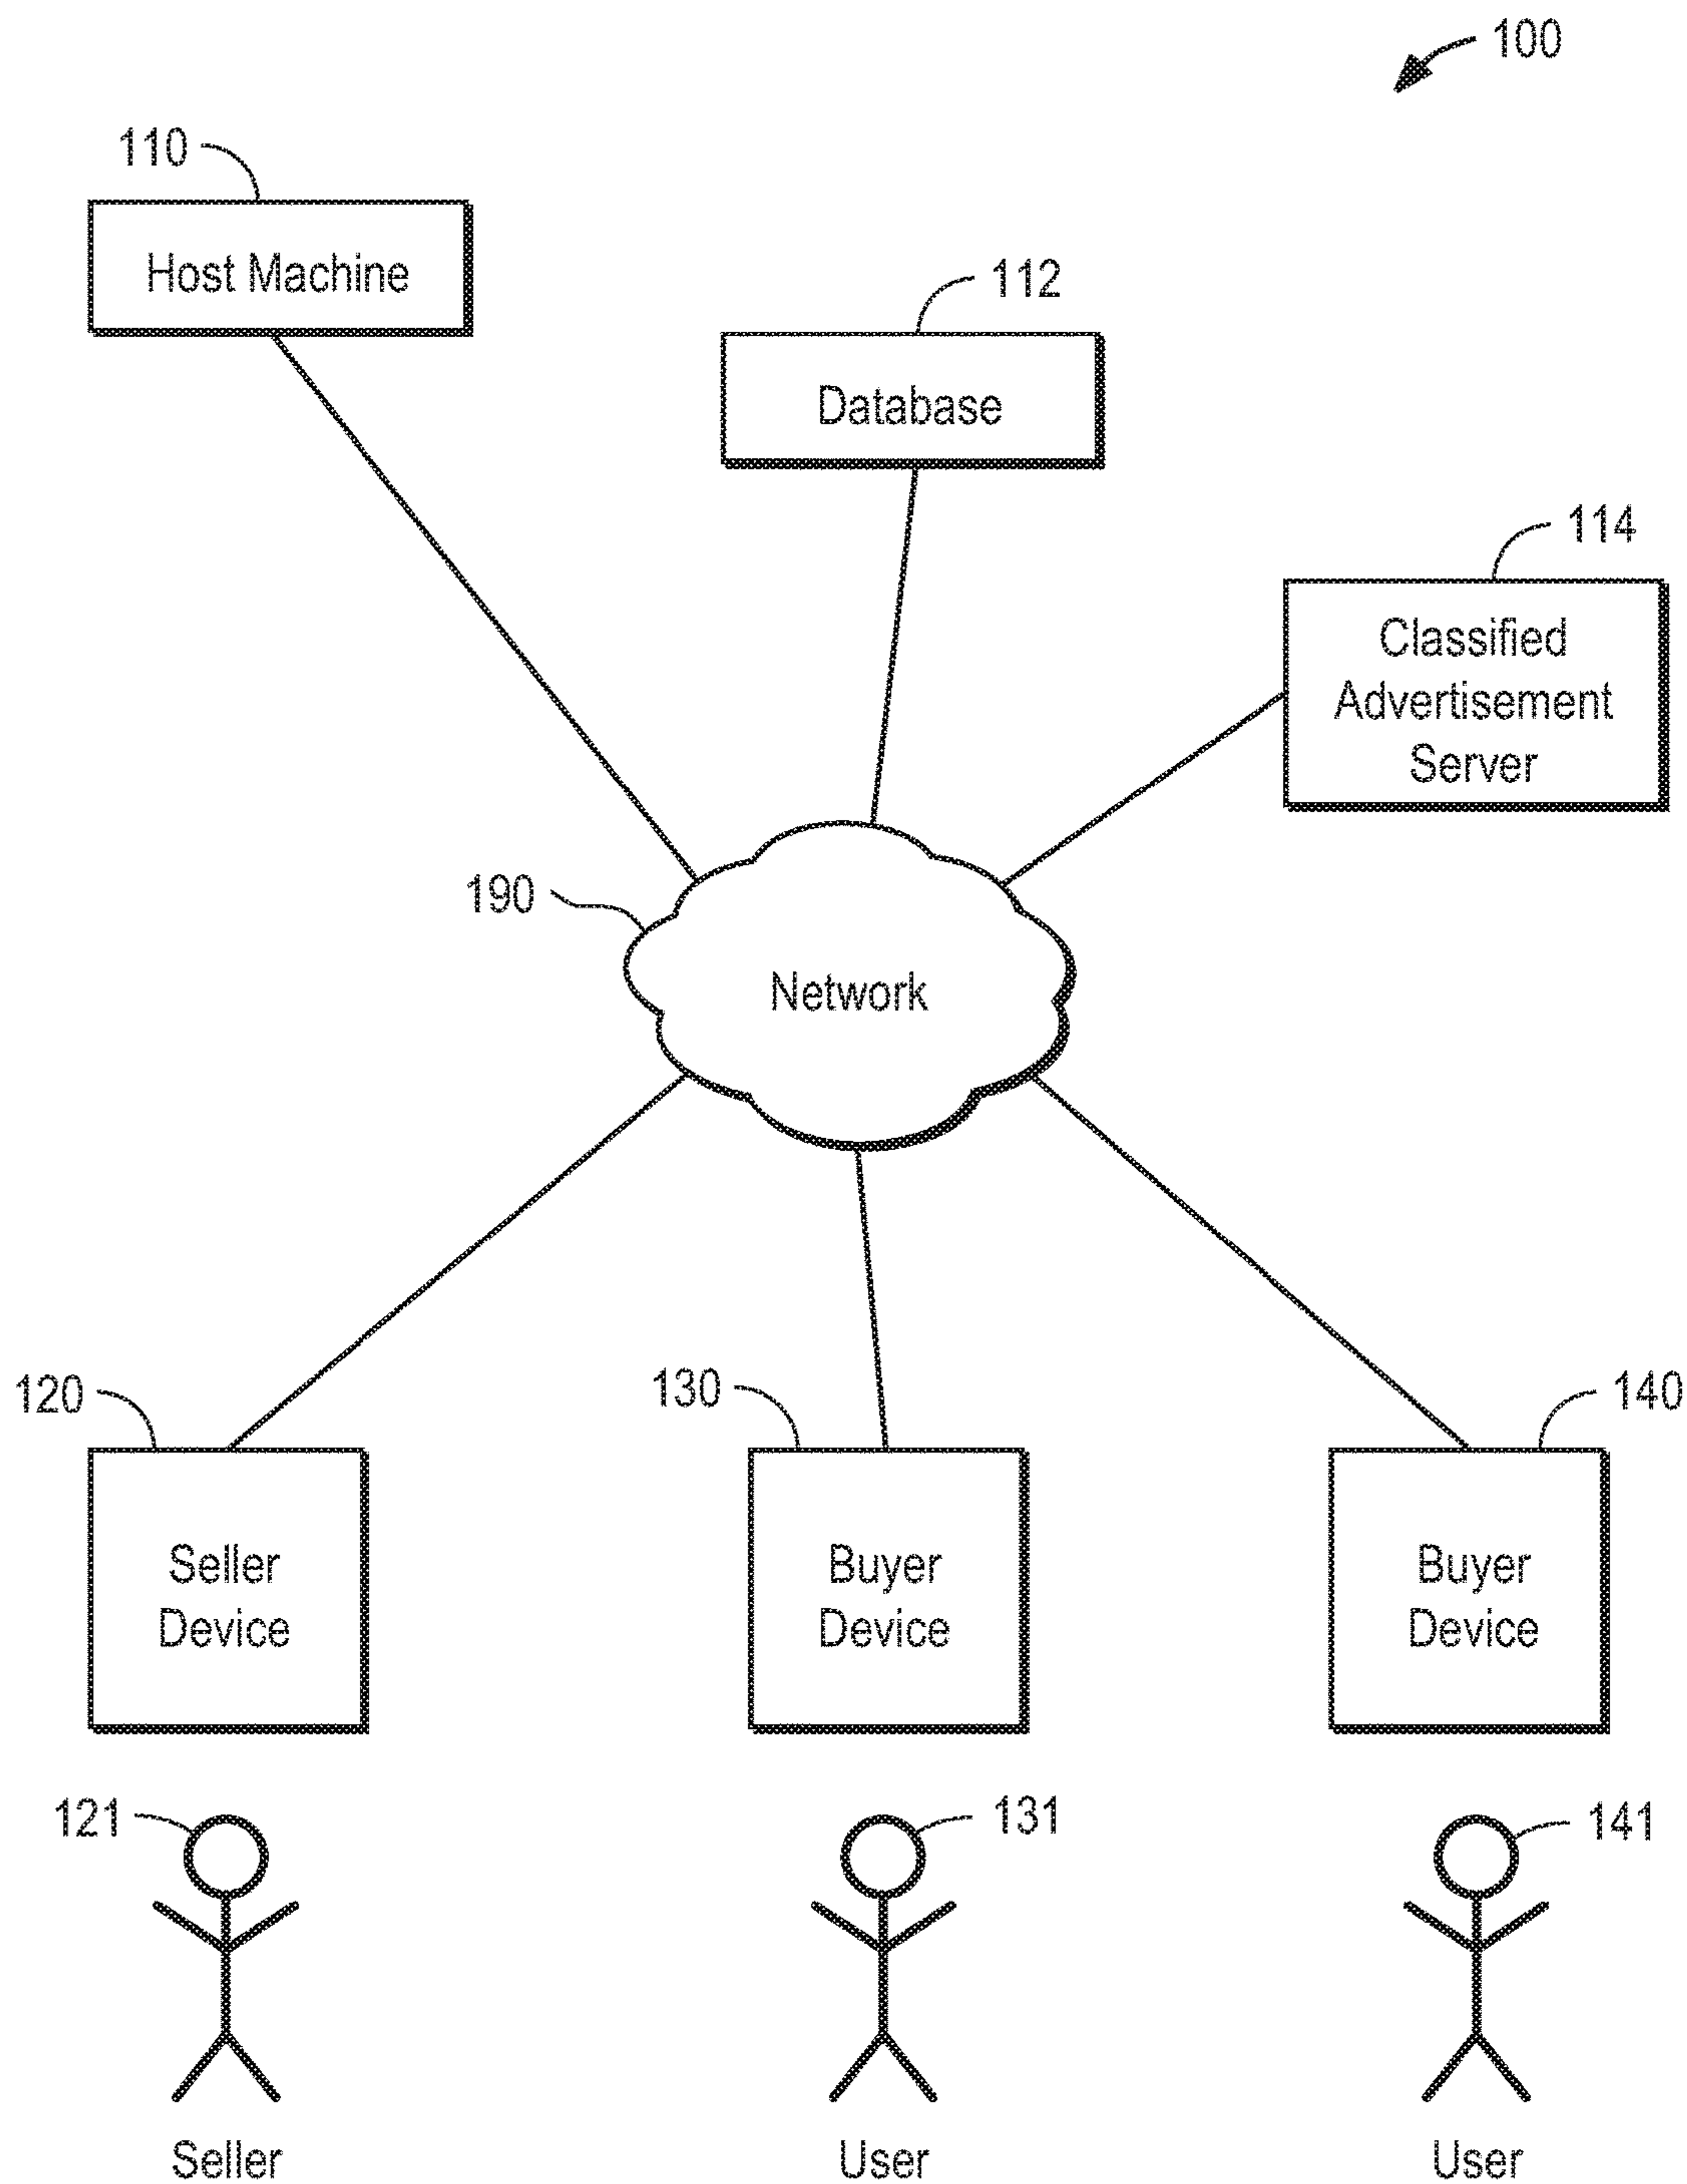 100
110
Host Machine
112
Database
114
Classified
Advertisement
Server
190
Network
120
130
140
Seller
Device
Buyer
Device
Buyer
Device
121
131
141
Seller
User
User